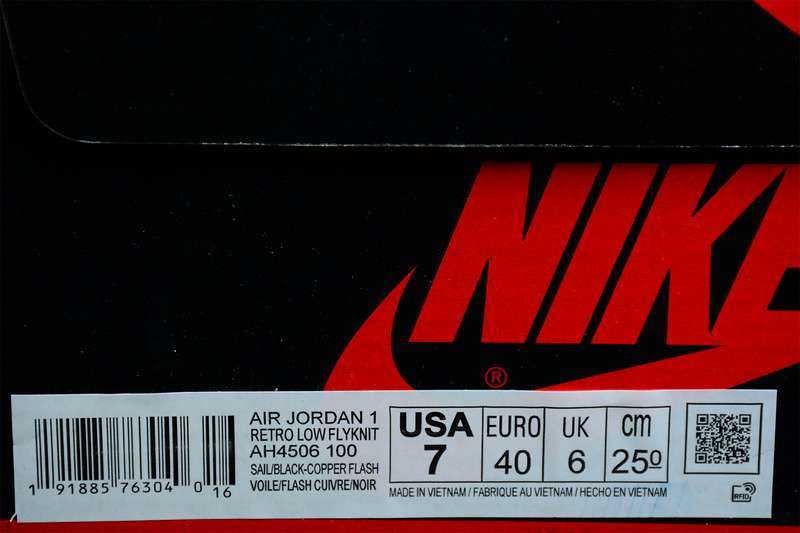 NIKE
®
AIR JORDAN 1
RETRO LOW FLYKNIT
AH4506 100
SAIL/BLACK-COPPER FLASH
VOILE/FLASH CUIVRE/NOIR
1 91885 76304 0 16
USA EURO UK cm
7 40 6 250
MADE IN VIETNAM / FABRIQUE AU VIETNAM / HECHO EN VIETNAM
RFID